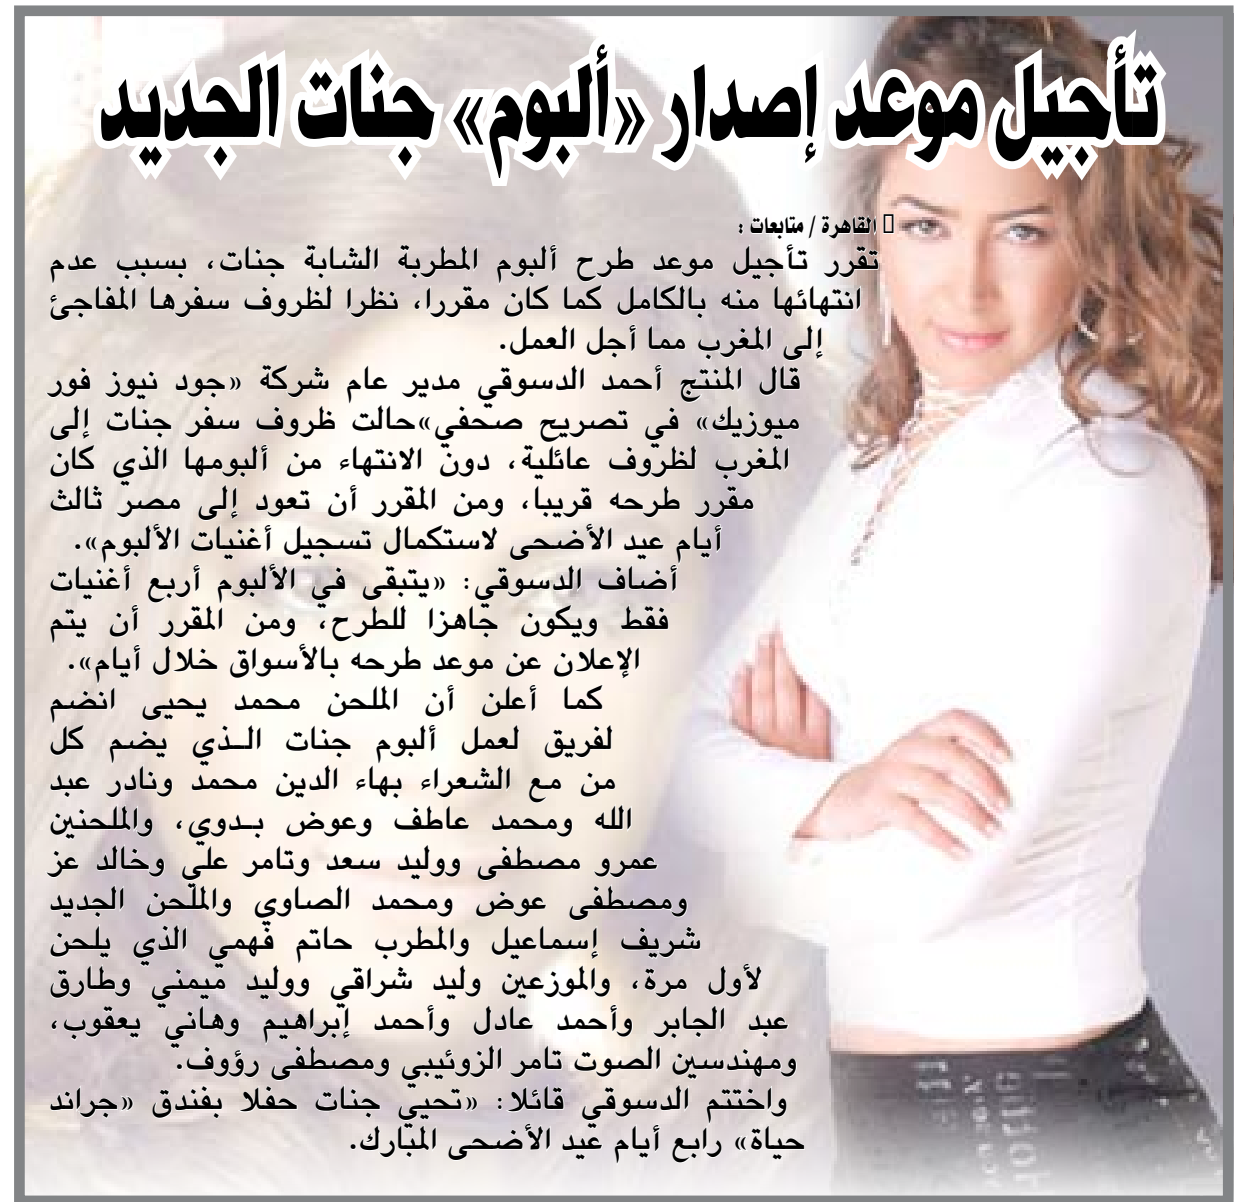 تأجيل موعد إصدار «ألبوم» جنات الجديد
القاهرة / متابعات :
تقرر تأجيل موعد طرح ألبوم المطربة الشابة جنات، بسبب عدم
انتهائها منه بالكامل كما كان مقررا، نظرا لظروف سفرها المفاجئ
إلى المغرب مما أجل العمل.
قال المنتج أحمد الدسوقي مدير عام شركة «جود نيوز فور
ميوزيك» في تصريح صحفي»حالت ظروف سفر جنات إلى
المغرب لظروف عائلية، دون الانتهاء من ألبومها الذي كان
مقرر طرحه قريبا، ومن المقرر أن تعود إلى مصر ثالث
أيام عيد الأضحى لاستكمال تسجيل أغنيات الألبوم».
أضاف الدسوقي: «يتبقى في الألبوم أربع أغنيات
فقط ويكون جاهزا للطرح، ومن المقرر أن يتم
الإعلان عن موعد طرحه بالأسواق خلال أيام».
كما أعلن أن الملحن محمد يحيى انضم
لفريق لعمل ألبوم جنات الـذي يضم كل
من مع الشعراء بهاء الدين محمد ونادر عبد
الله ومحمد عاطف وعوض بـدوي، والملحنين
عمرو مصطفى ووليد سعد وتامر علي وخالد عز
ومصطفى عوض ومحمد الصاوي والملحن الجديد
شريف إسماعيل والمطرب حاتم فهمي الذي يلحن
لأول مرة، والموزعين وليد شراقي ووليد ميمني وطارق
عبد الجابر وأحمد عادل وأحمد إبراهيم وهاني يعقوب،
ومهندسين الصوت تامر الزوئيبي ومصطفى رؤوف.
واختتم الدسوقي قائلا: «تحيي جنات حفلا بفندق «جراند
حياة» رابع أيام عيد الأضحى المبارك.